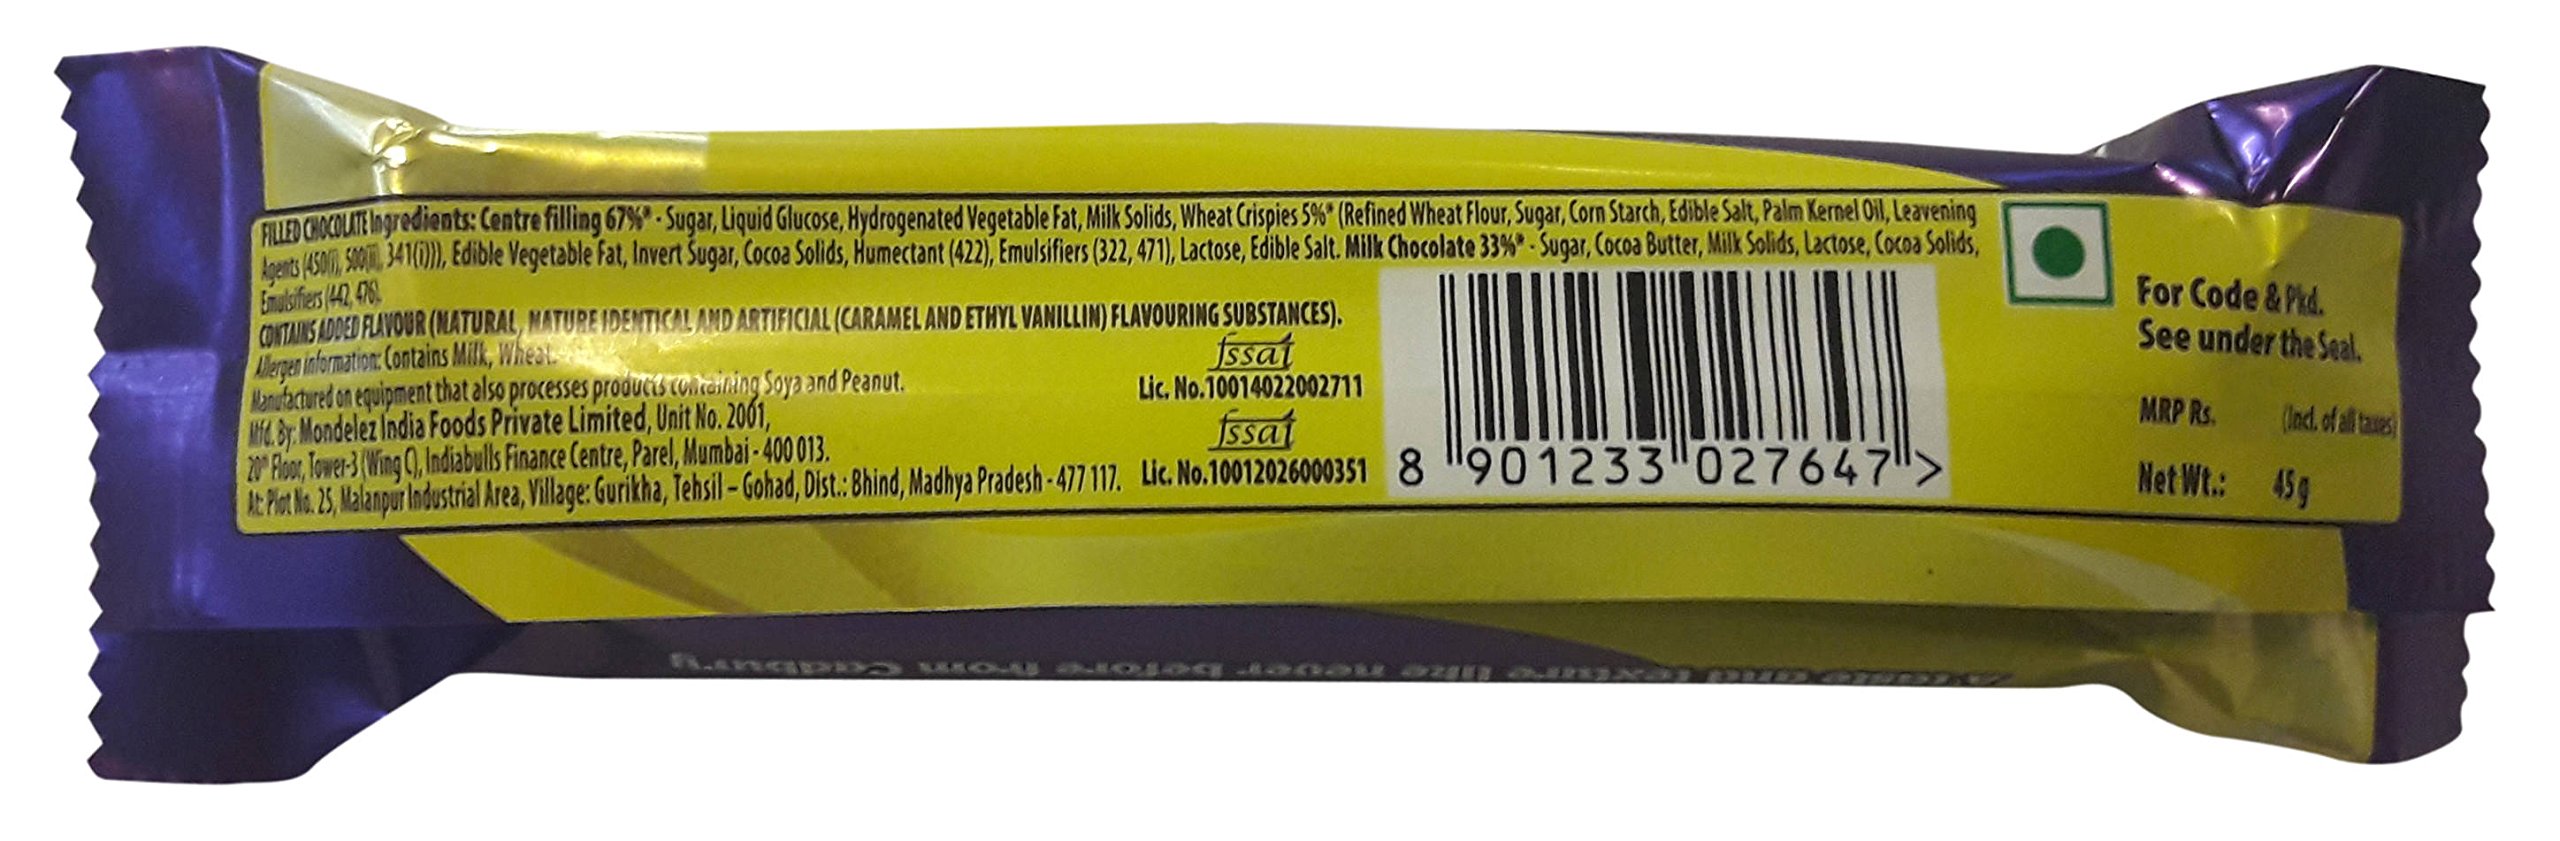 FILLED CHOCOLATE Ingredients: Centre filling 67%* - Sugar, Liquid Glucose, Hydrogenated Vegetable Fat, Milk Solids, Wheat Crispies 5%* (Refined Wheat Flour, Sugar, Corn Starch, Edible Salt, Palm Kernel Oil, Leavening
Agents (450(i), 500(ii), 341(i))), Edible Vegetable Fat, Invert Sugar, Cocoa Solids, Humectant (422), Emulsifiers (322, 471), Lactose, Edible Salt. Milk Chocolate 33%* - Sugar, Cocoa Butter, Milk Solids, Lactose, Cocoa Solids,
Emulsifiers (442, 476).
CONTAINS ADDED FLAVOUR (NATURAL, NATURE IDENTICAL AND ARTIFICIAL (CARAMEL AND ETHYL VANILLIN) FLAVOURING SUBSTANCES).
Allergen information: Contains Milk, Wheat.
Manufactured on equipment that also processes products containing Soya and Peanut.
Mfd. By: Mondelez India Foods Private Limited, Unit No. 2001,
20th Floor, Tower-3 (Wing C), Indiabulls Finance Centre, Parel, Mumbai - 400 013.
At: Plot No. 25, Malanpur Industrial Area, Village: Gurikha, Tehsil – Gohad, Dist.: Bhind, Madhya Pradesh - 477 117.
fssai
Lic. No.10014022002711
fssai
Lic. No.10012026000351
8 901233 027647 >
For Code & Pkd.
See under the Seal.
MRP Rs. (Incl. of all taxes)
Net Wt.: 45 g
A taste and texture like never before from Cadbury